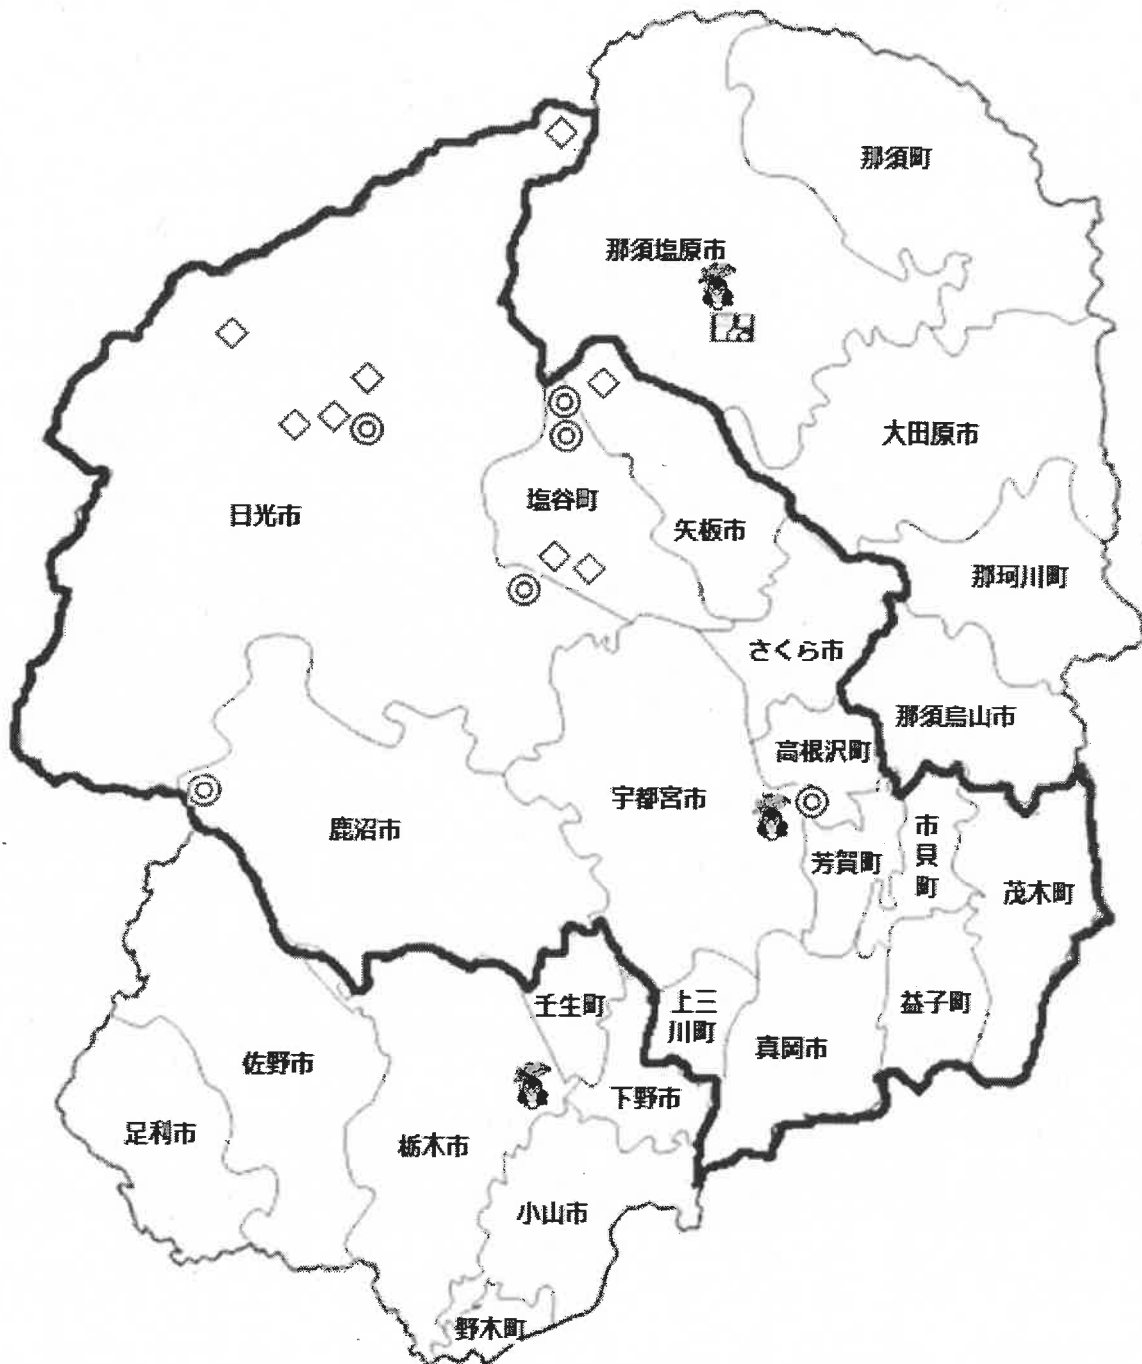 那須町
那須塩原市
大田原市
塩谷町
日光市
矢板市
那珂川町
さくら市
那須烏山市
高根沢町
宇都宮市
鹿沼市
市貝町
芳賀町
茂木町
壬生町
上三
川町
益子町
真岡市
佐野市
下野市
足利市
栃木市
小山市
野木町